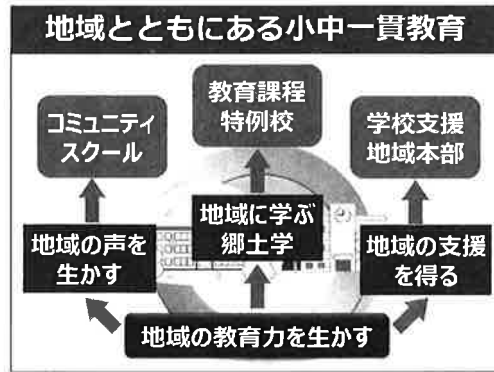 地域とともにある小中一貫教育
コミュニティ
スクール
教育課程
特例校
学校支援
地域本部
地域の声を
生かす
地域に学ぶ
郷土学
地域の支援
を得る
地域の教育力を生かす